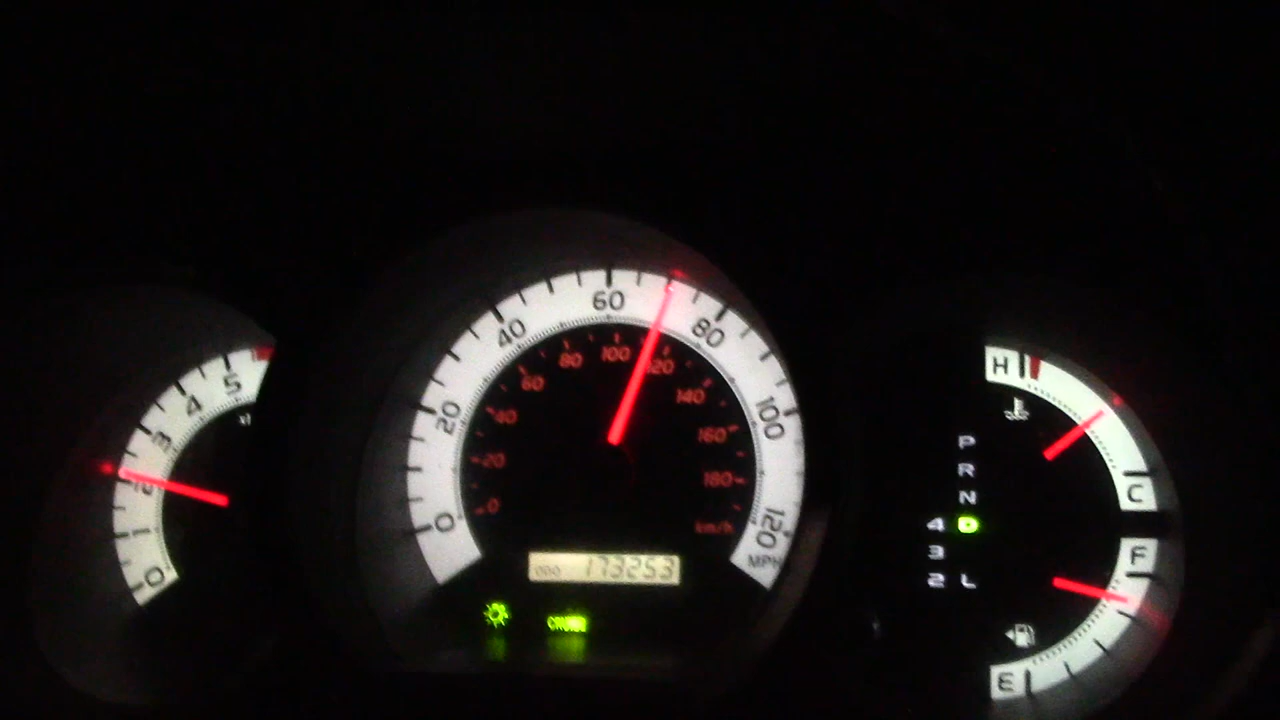 0 1 2 3 4 5
0 20 40 60 80 100 120
MPH
0 20 40 60 80 100 120 140 160 180
km/h
ODO 173253
CRUISE
P
R
N
4 D
3
2 L
H
C
F
E